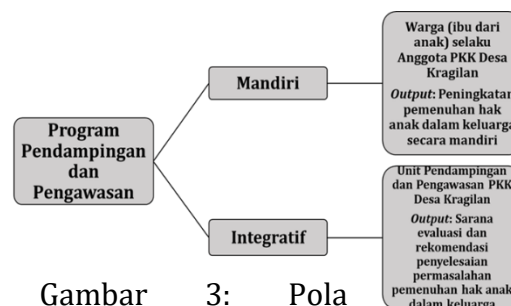 Program
Pendampingan
dan
Pengawasan
Mandiri
Warga (ibu dari
anak) selaku
Anggota PKK Desa
Kragilan
Output: Peningkatan
pemenuhan hak
anak dalam keluarga
secara mandiri
Integratif
Unit Pendampingan
dan Pengawasan PKK
Desa Kragilan
Output: Sarana
evaluasi dan
rekomendasi
penyelesaian
permasalahan
pemenuhan hak anak
dalam keluarga
Gambar 3: Pola